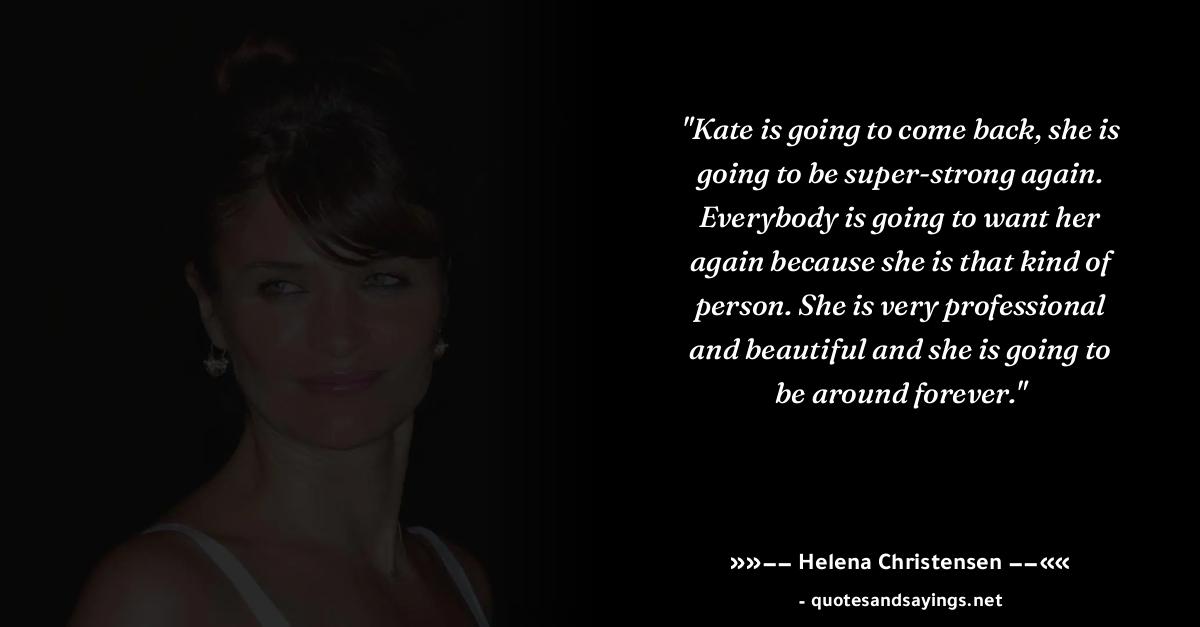 "Kate is going to come back, she is
going to be super-strong again.
Everybody is going to want her
again because she is that kind of
person. She is very professional
and beautiful and she is going to
be around forever."
»»−− Helena Christensen −−««
- quotesandsayings.net